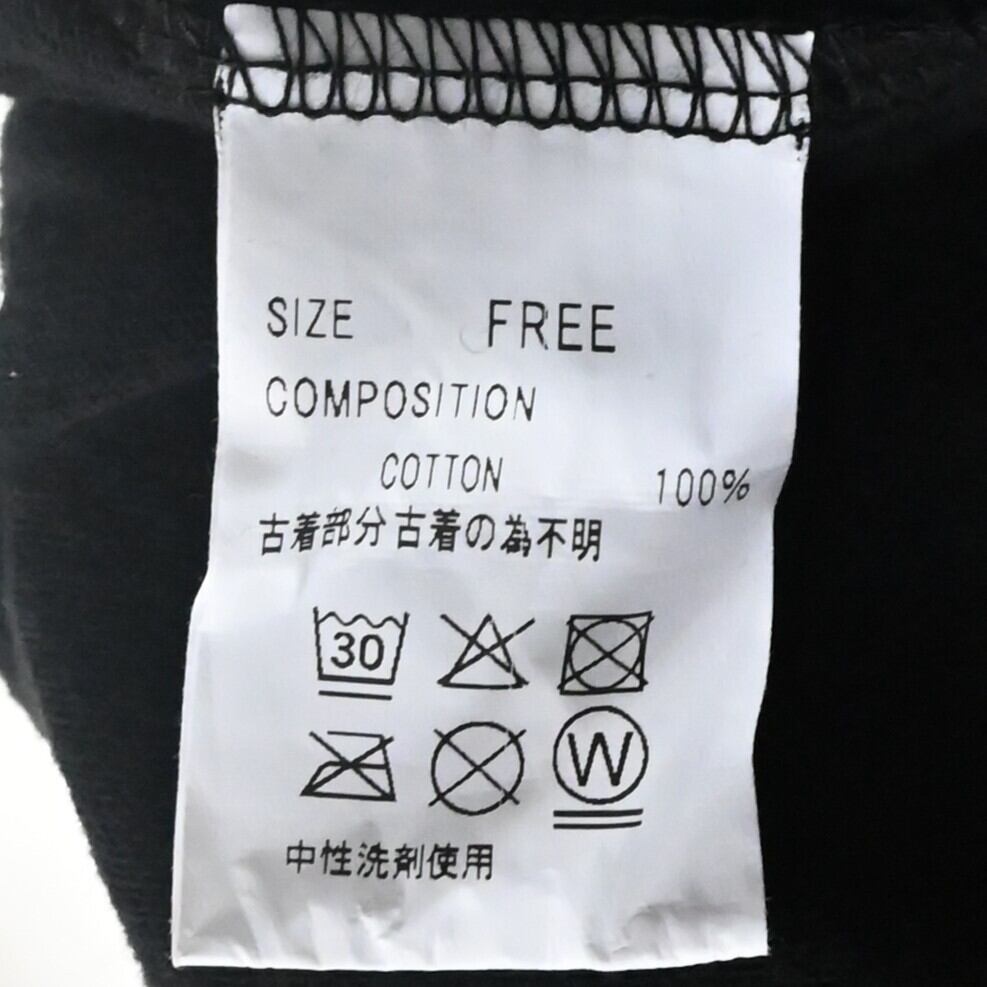 SIZE FREE
COMPOSITION
COTTON 100%
古着部分古着の為不明
30
W
中性洗剤使用